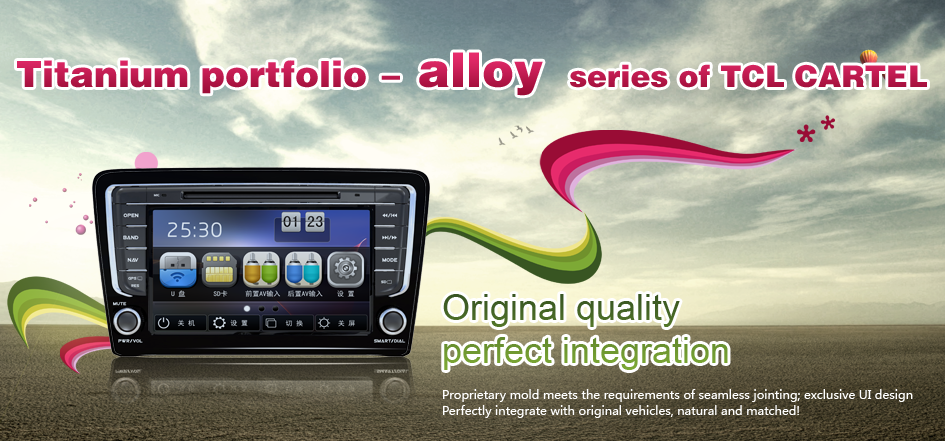 Titanium portfolio – alloy series of TCL CARTEL
OPEN
BAND
NAV
MUTE
PWR/VOL
25:30
01 23
U 盘
SD卡
前置AV输入
后置AV输入
设 置
关 机
设 置
切 换
关 屏
MODE
SMART/DIAL
Original quality
perfect integration
Proprietary mold meets the requirements of seamless jointing; exclusive UI design
Perfectly integrate with original vehicles, natural and matched!